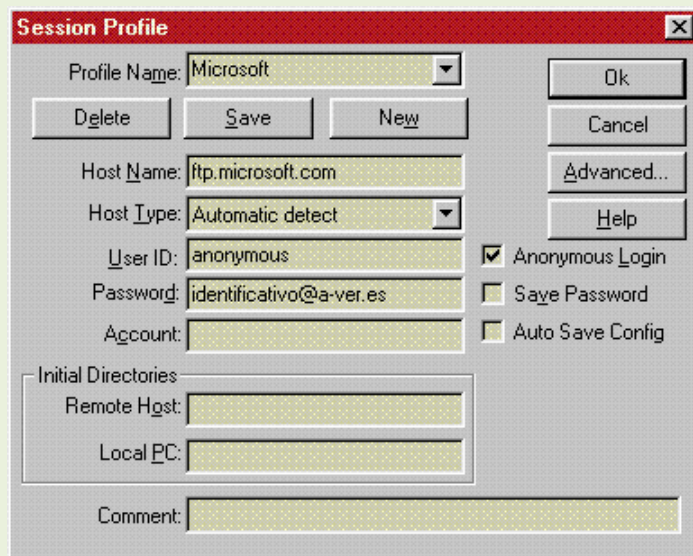 Session Profile
Profile Name: Microsoft
Ok
Delete Save New
Cancel
Host Name: ftp.microsoft.com
Advanced...
Host Type: Automatic detect
Help
User ID: anonymous
Anonymous Login
Password: identificativo@a-ver.es
Save Password
Account:
Auto Save Config
Initial Directories
Remote Host:
Local PC:
Comment: